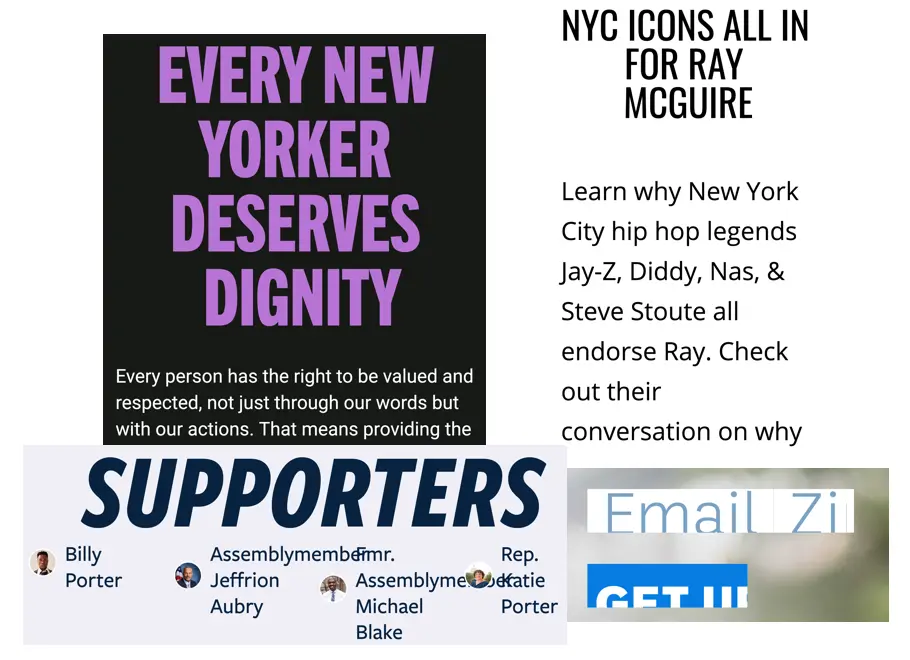 EVERY NEW
YORKER
DESERVES
DIGNITY
Every person has the right to be valued and
respected, not just through our words but
with our actions. That means providing the
NYC ICONS ALL IN
FOR RAY
MCGUIRE
Learn why New York
City hip hop legends
Jay-Z, Diddy, Nas, &
Steve Stoute all
endorse Ray. Check
out their
conversation on why
SUPPORTERS
Billy
Porter
Assemblymember
Jeffrion
Aubry
Fmr.
Assemblymember
Michael
Blake
Rep.
Katie
Porter
Email Zi
GET U